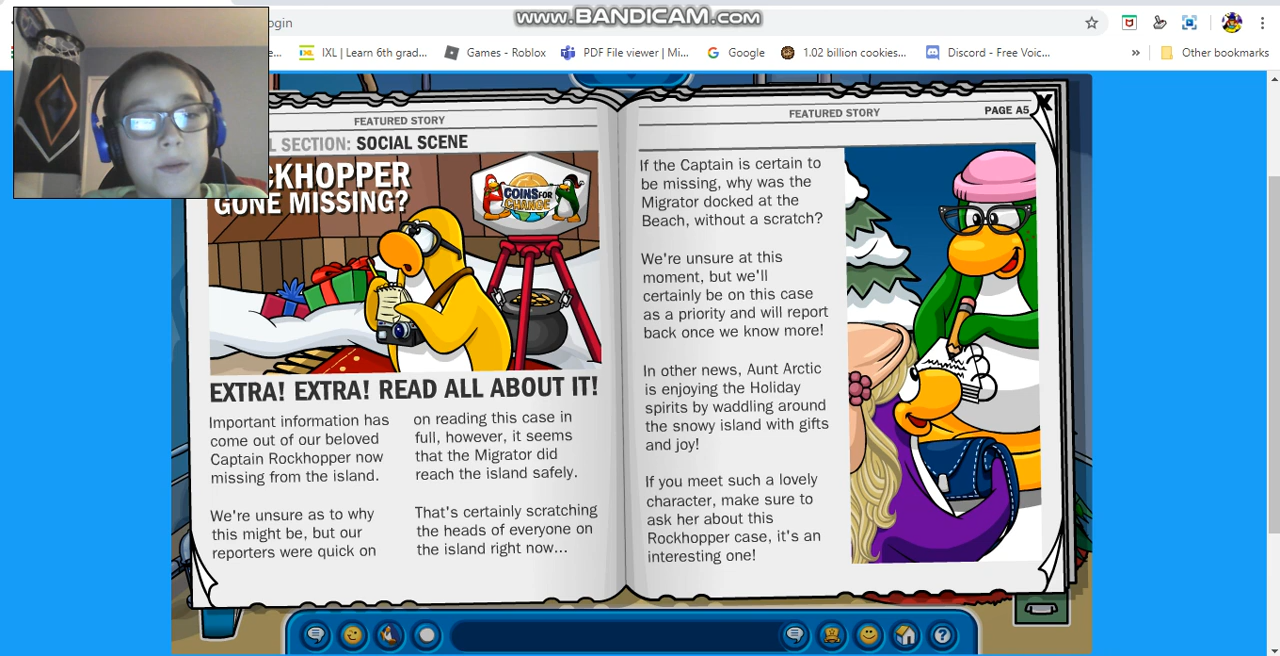 www.BANDICAM.com
ogin
e...
IXL | Learn 6th grad...
Games - Roblox
PDF File viewer | Mi...
Google
1.02 billion cookies...
Discord - Free Voic...
»
Other bookmarks
FEATURED STORY
L SECTION: SOCIAL SCENE
CKHOPPER
GONE MISSING?
COINS FOR
CHANGE
EXTRA! EXTRA! READ ALL ABOUT IT!
Important information has
come out of our beloved
Captain Rockhopper now
missing from the island.
We're unsure as to why
this might be, but our
reporters were quick on
on reading this case in
full, however, it seems
that the Migrator did
reach the island safely.
That's certainly scratching
the heads of everyone on
the island right now...
FEATURED STORY
PAGE A5
X
If the Captain is certain to
be missing, why was the
Migrator docked at the
Beach, without a scratch?
We're unsure at this
moment, but we'll
certainly be on this case
as a priority and will report
back once we know more!
In other news, Aunt Arctic
is enjoying the Holiday
spirits by waddling around
the snowy island with gifts
and joy!
If you meet such a lovely
character, make sure to
ask her about this
Rockhopper case, it's an
interesting one!
?